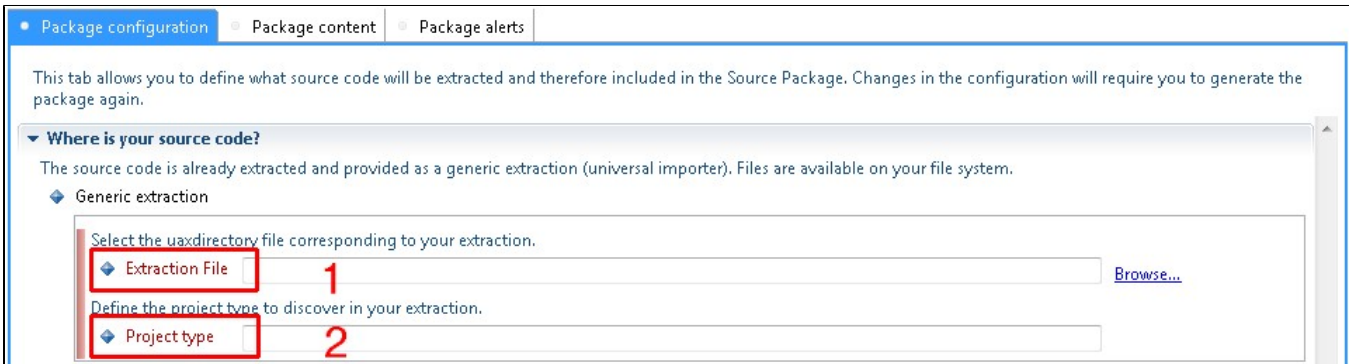 Package configuration Package content Package alerts
This tab allows you to define what source code will be extracted and therefore included in the Source Package. Changes in the configuration will require you to generate the
package again.
Where is your source code?
The source code is already extracted and provided as a generic extraction (universal importer). Files are available on your file system.
Generic extraction
Select the uaxdirectory file corresponding to your extraction.
Extraction File 1 Browse...
Define the project type to discover in your extraction.
Project type 2